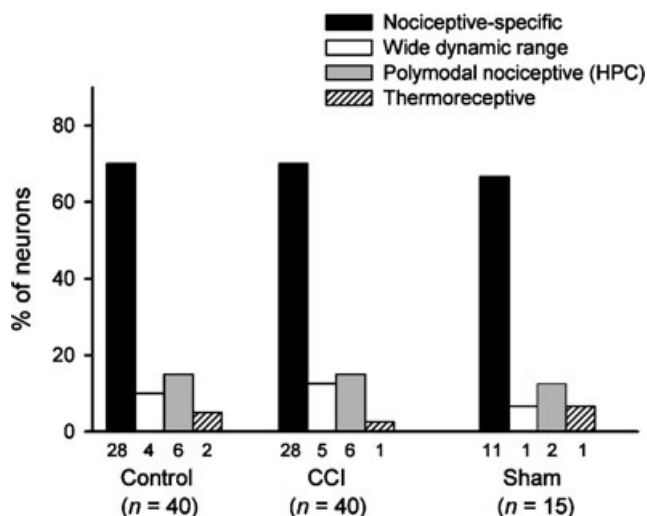 Nociceptive-specific
Wide dynamic range
Polymodal nociceptive (HPC)
Thermoreceptive
% of neurons
80
60
40
20
0
28 4 6 2 28 5 6 1 11 1 2 1
Control CCI Sham
(n = 40) (n = 40) (n = 15)